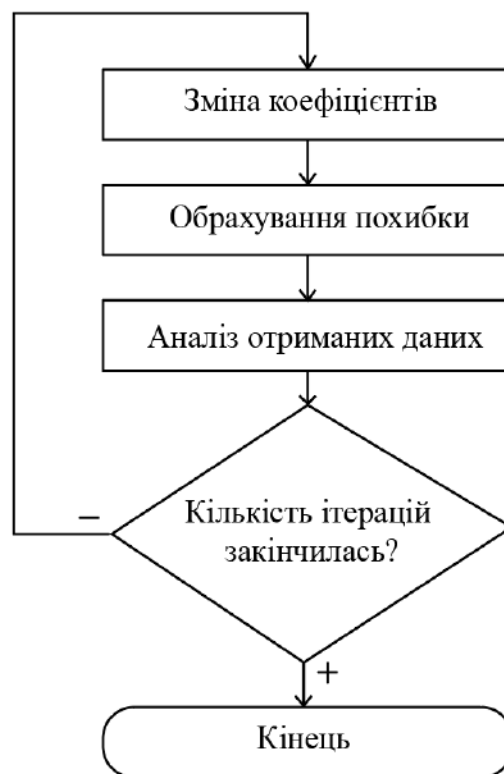 Зміна коефіцієнтів
Обрахування похибки
Аналіз отриманих даних
Кількість ітерацій
закінчилась?
–
+
Кінець